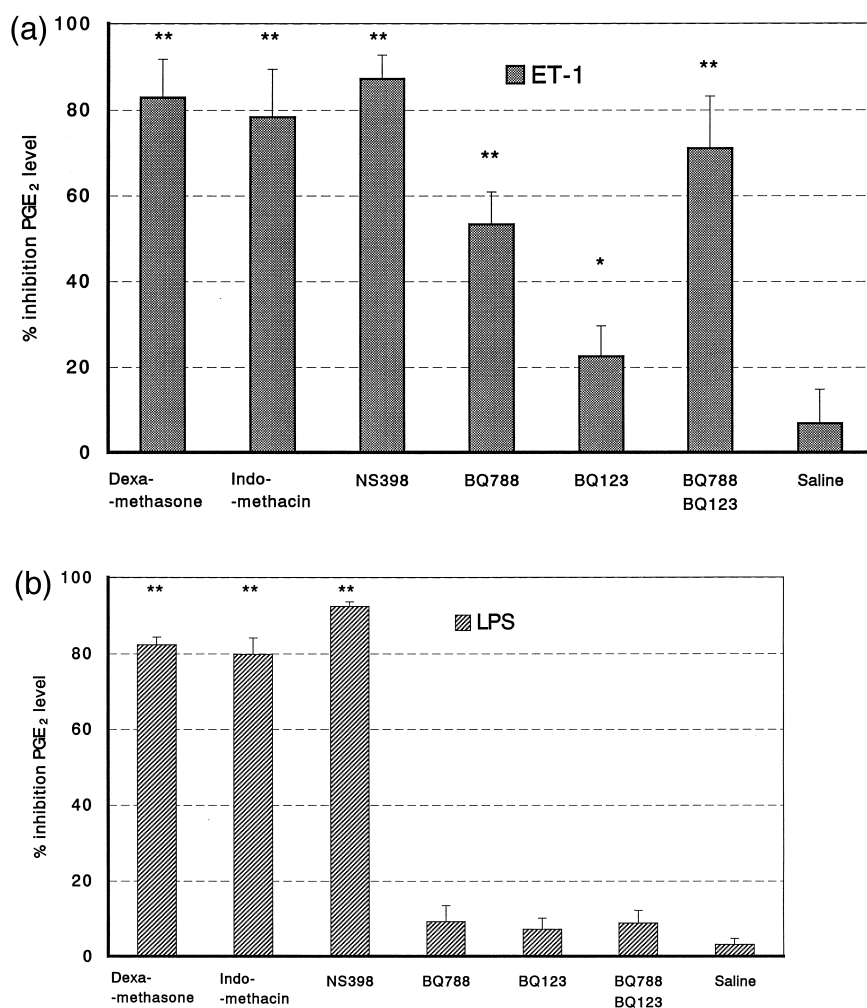 (a)
% inhibition PGE₂ level
100
80
60
40
20
0
** ** ** ** * **
ET-1
Dexa- Indo- NS398 BQ788 BQ123 BQ788 Saline
-methasone -methacin BQ123
(b)
% inhibition PGE₂ level
100
80
60
40
20
0
** ** **
LPS
Dexa- Indo- NS398 BQ788 BQ123 BQ788 Saline
-methasone -methacin BQ123